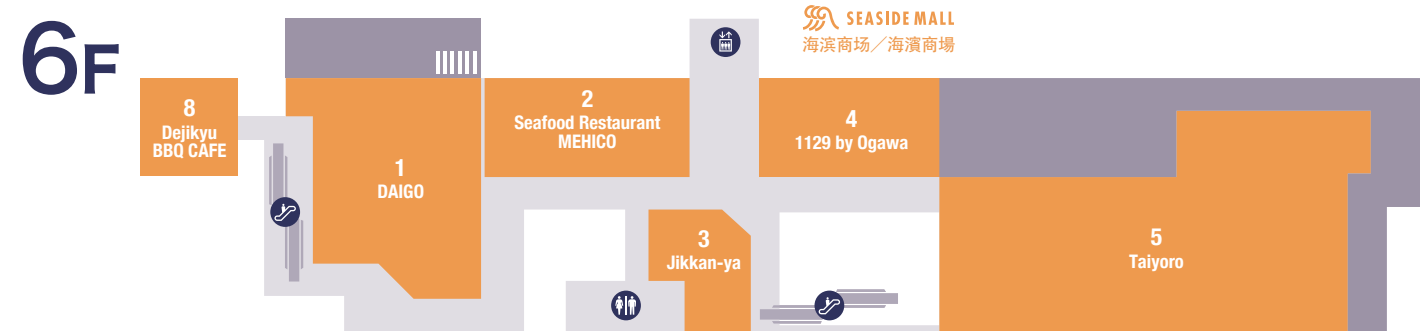 6F
SEASIDE MALL
海滨商场／海濱商場
8
Dejikyu
BBQ CAFE
1
DAIGO
2
Seafood Restaurant
MEHICO
4
1129 by Ogawa
3
Jikkan-ya
5
Taiyoro